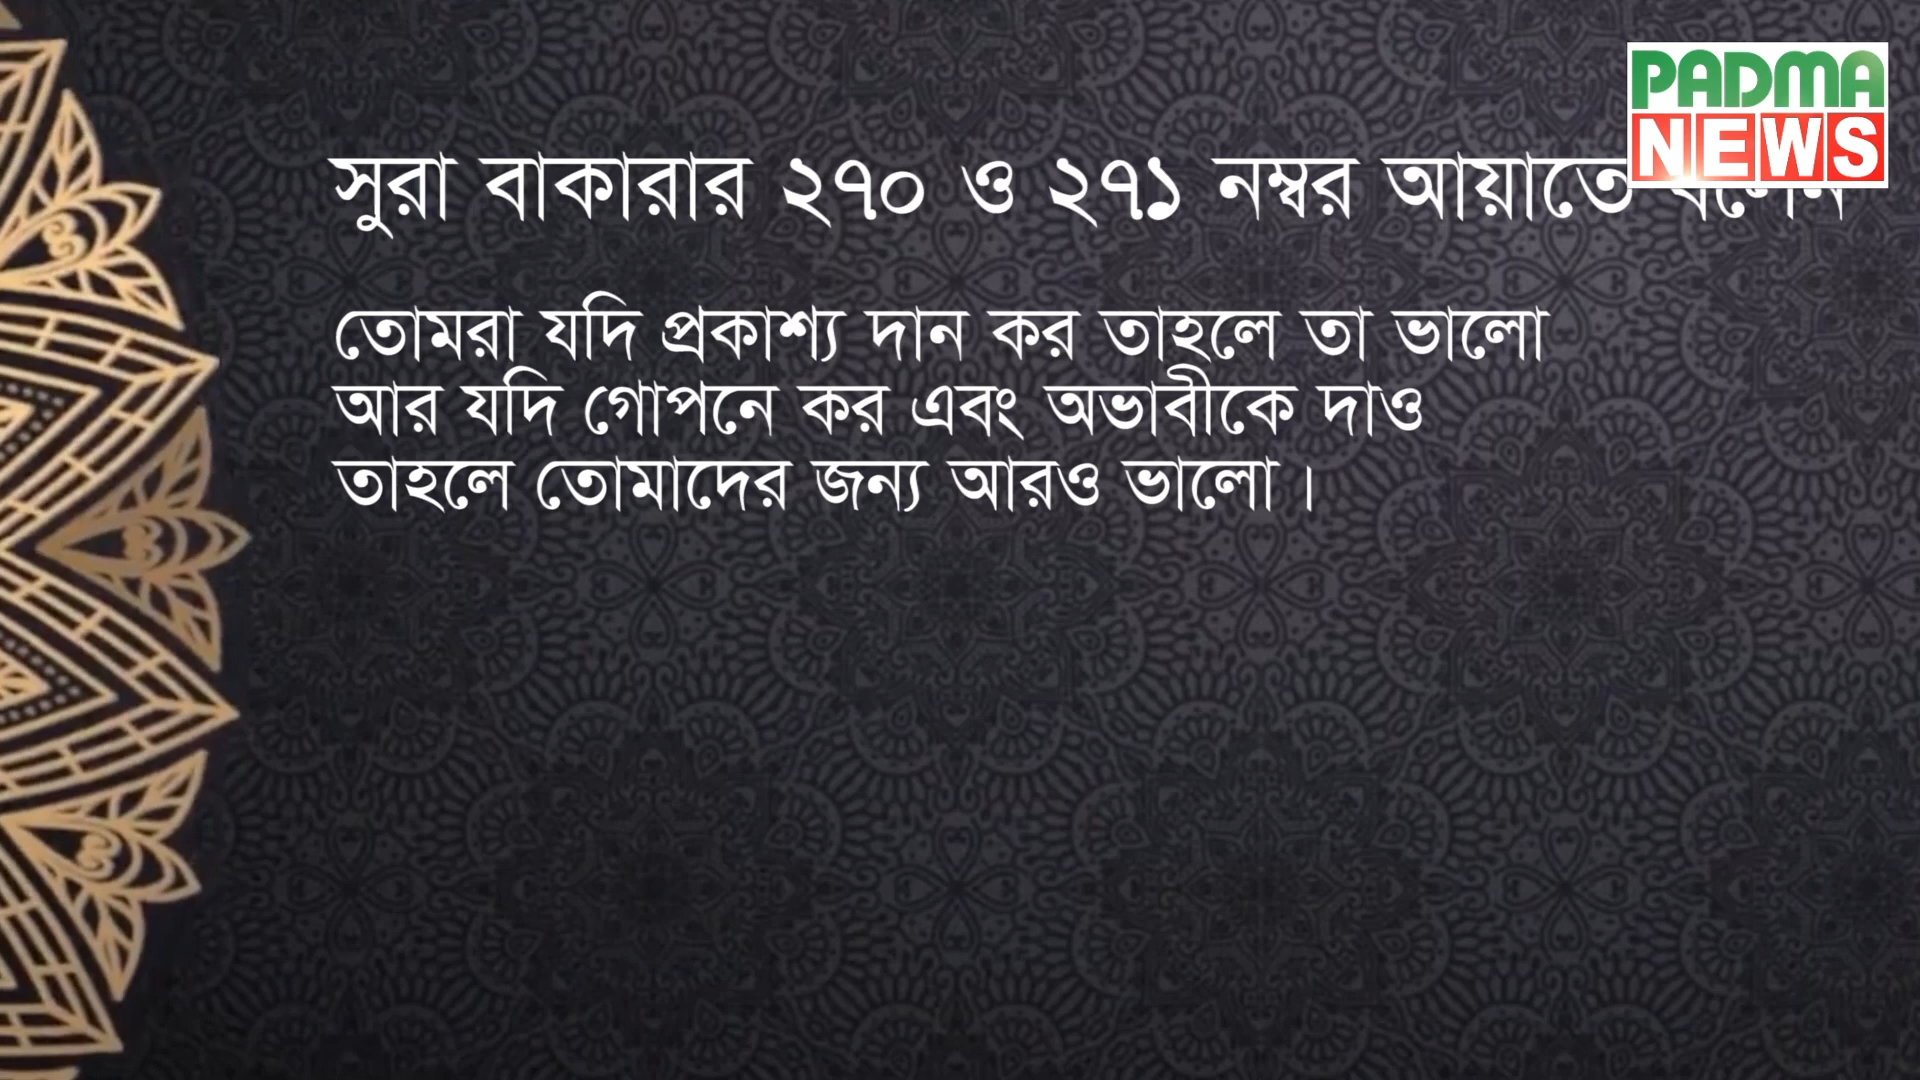 PADMA
NEWS
সুরা বাকারার ২৭০ ও ২৭১ নম্বর আয়াতে
তোমরা যদি প্রকাশ্য দান কর তাহলে তা ভালো
আর যদি গোপনে কর এবং অভাবীকে দাও
তাহলে তোমাদের জন্য আরও ভালো।